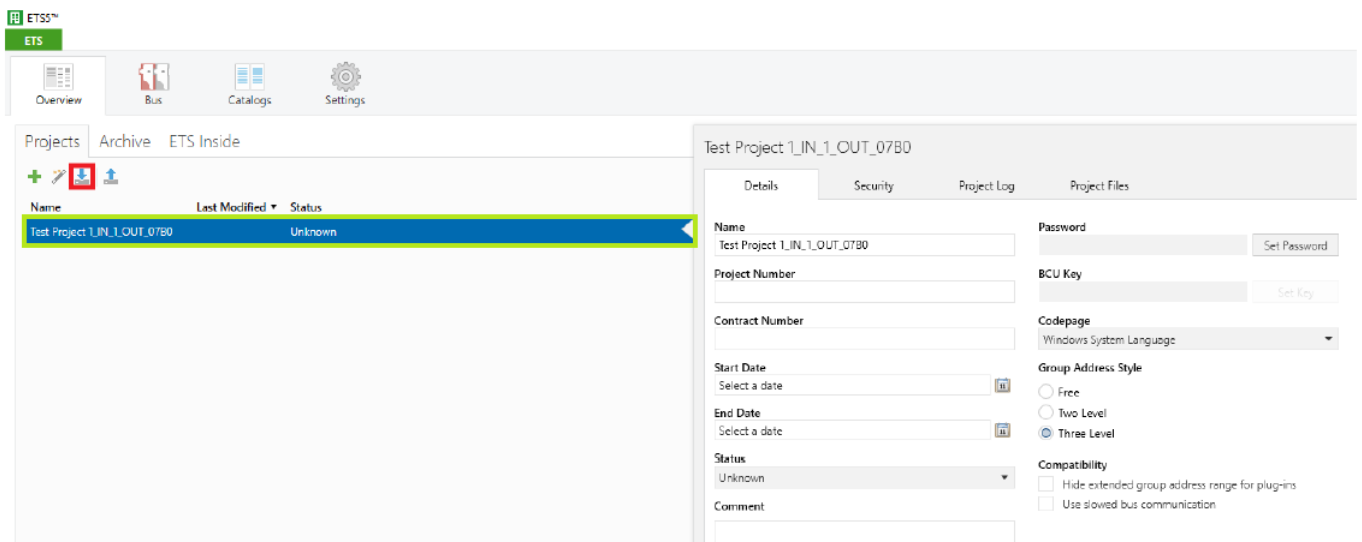 ETS5™
ETS
Overview Bus Catalogs Settings
Projects Archive ETS Inside
Name Last Modified Status
Test Project 1_IN_1_OUT_07B0 Unknown
Test Project 1_IN_1_OUT_07B0
Details Security Project Log Project Files
Name Password
Test Project 1_IN_1_OUT_07B0 Set Password
Project Number BCU Key
Set Key
Contract Number Codepage
Windows System Language
Start Date Group Address Style
Select a date Free
End Date Two Level
Select a date Three Level
Status Compatibility
Unknown Hide extended group address range for plug-ins
Comment Use slowed bus communication